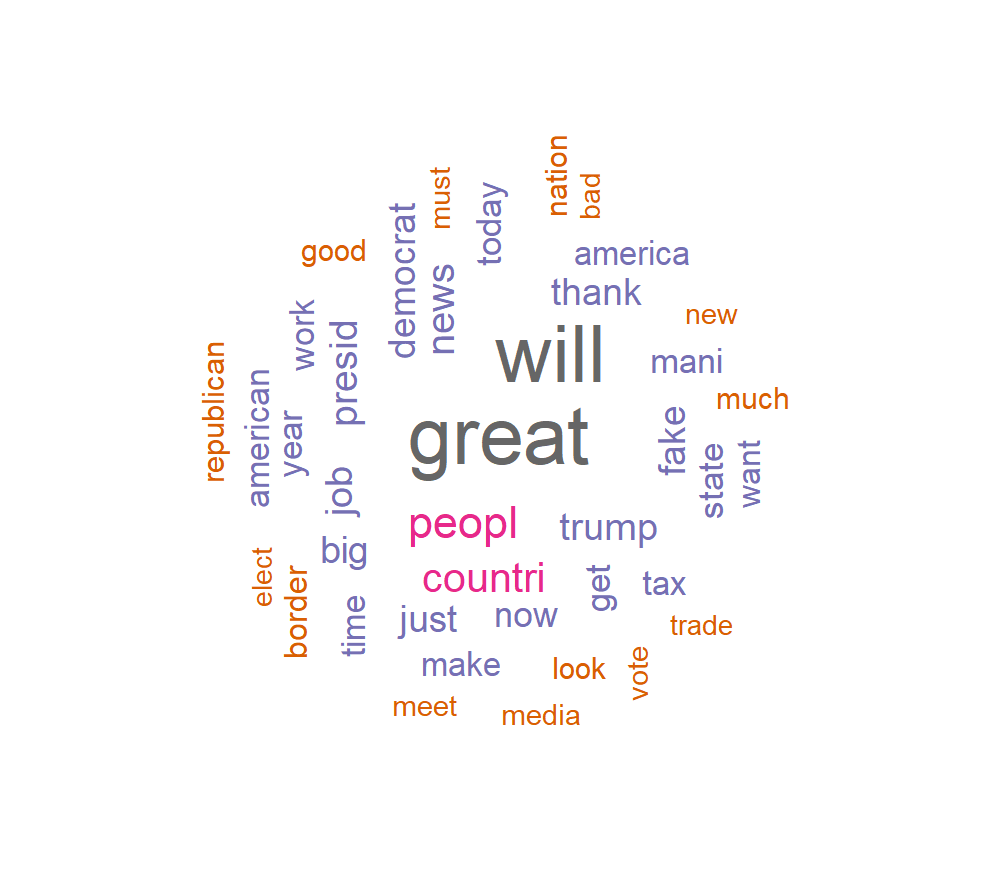 nation
must
bad
today
democrat
good
america
news
thank
work
new
presid
will
republican
mani
american
much
year
fake
great
want
state
job
peopl
trump
big
elect
countri
get
tax
border
time
just
now
trade
make
look
vote
meet
media